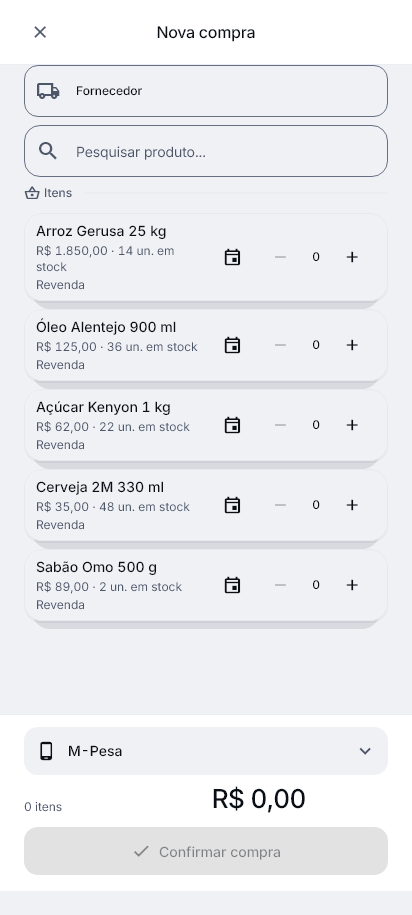 Nova compra
Fornecedor
Pesquisar produto...
Itens
Arroz Gerusa 25 kg
R$ 1.850,00 · 14 un. em
stock
Revenda
0
Óleo Alentejo 900 ml
R$ 125,00 · 36 un. em stock
Revenda
0
Açúcar Kenyon 1 kg
R$ 62,00 · 22 un. em stock
Revenda
0
Cerveja 2M 330 ml
R$ 35,00 · 48 un. em stock
Revenda
0
Sabão Omo 500 g
R$ 89,00 · 2 un. em stock
Revenda
0
M-Pesa
0 itens
R$ 0,00
Confirmar compra